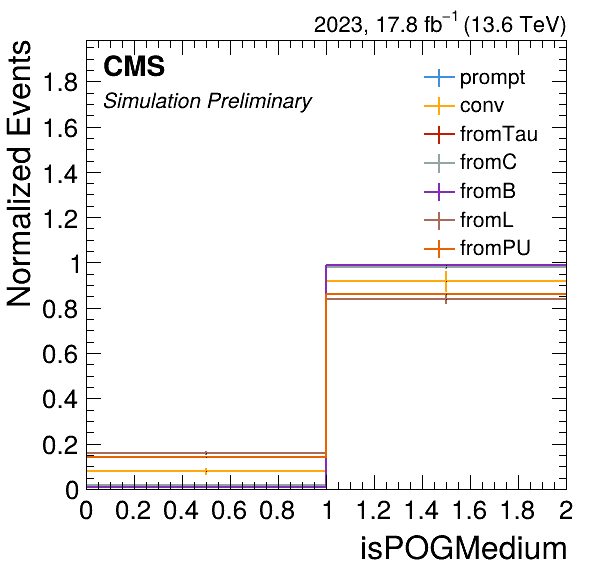 2023, 17.8 fb⁻¹ (13.6 TeV)
CMS
Simulation Preliminary
prompt
conv
fromTau
fromC
fromB
fromL
fromPU
Normalized Events
1.8
1.6
1.4
1.2
1
0.8
0.6
0.4
0.2
0
0 0.2 0.4 0.6 0.8 1 1.2 1.4 1.6 1.8 2
isPOGMedium